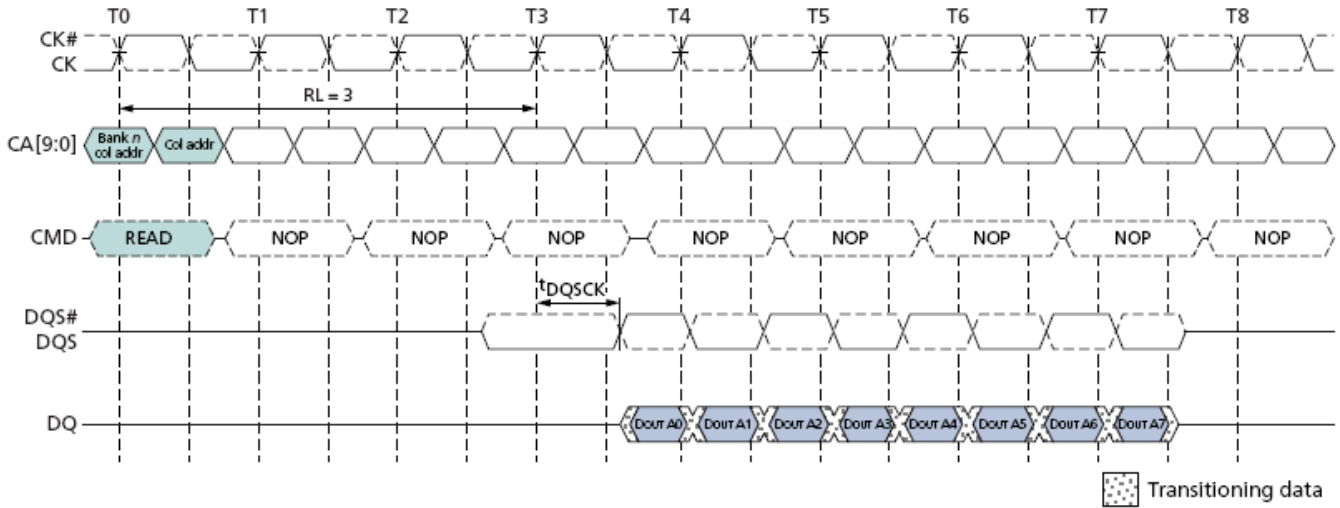 T0 T1 T2 T3 T4 T5 T6 T7 T8
CK#
CK
RL = 3
CA[9:0]
Bank n
col addr
Col addr
CMD
READ NOP NOP NOP NOP NOP NOP NOP NOP
tDQSCK
DQS#
DQS
DQ
DOUT A0 DOUT A1 DOUT A2 DOUT A3 DOUT A4 DOUT A5 DOUT A6 DOUT A7
Transitioning data